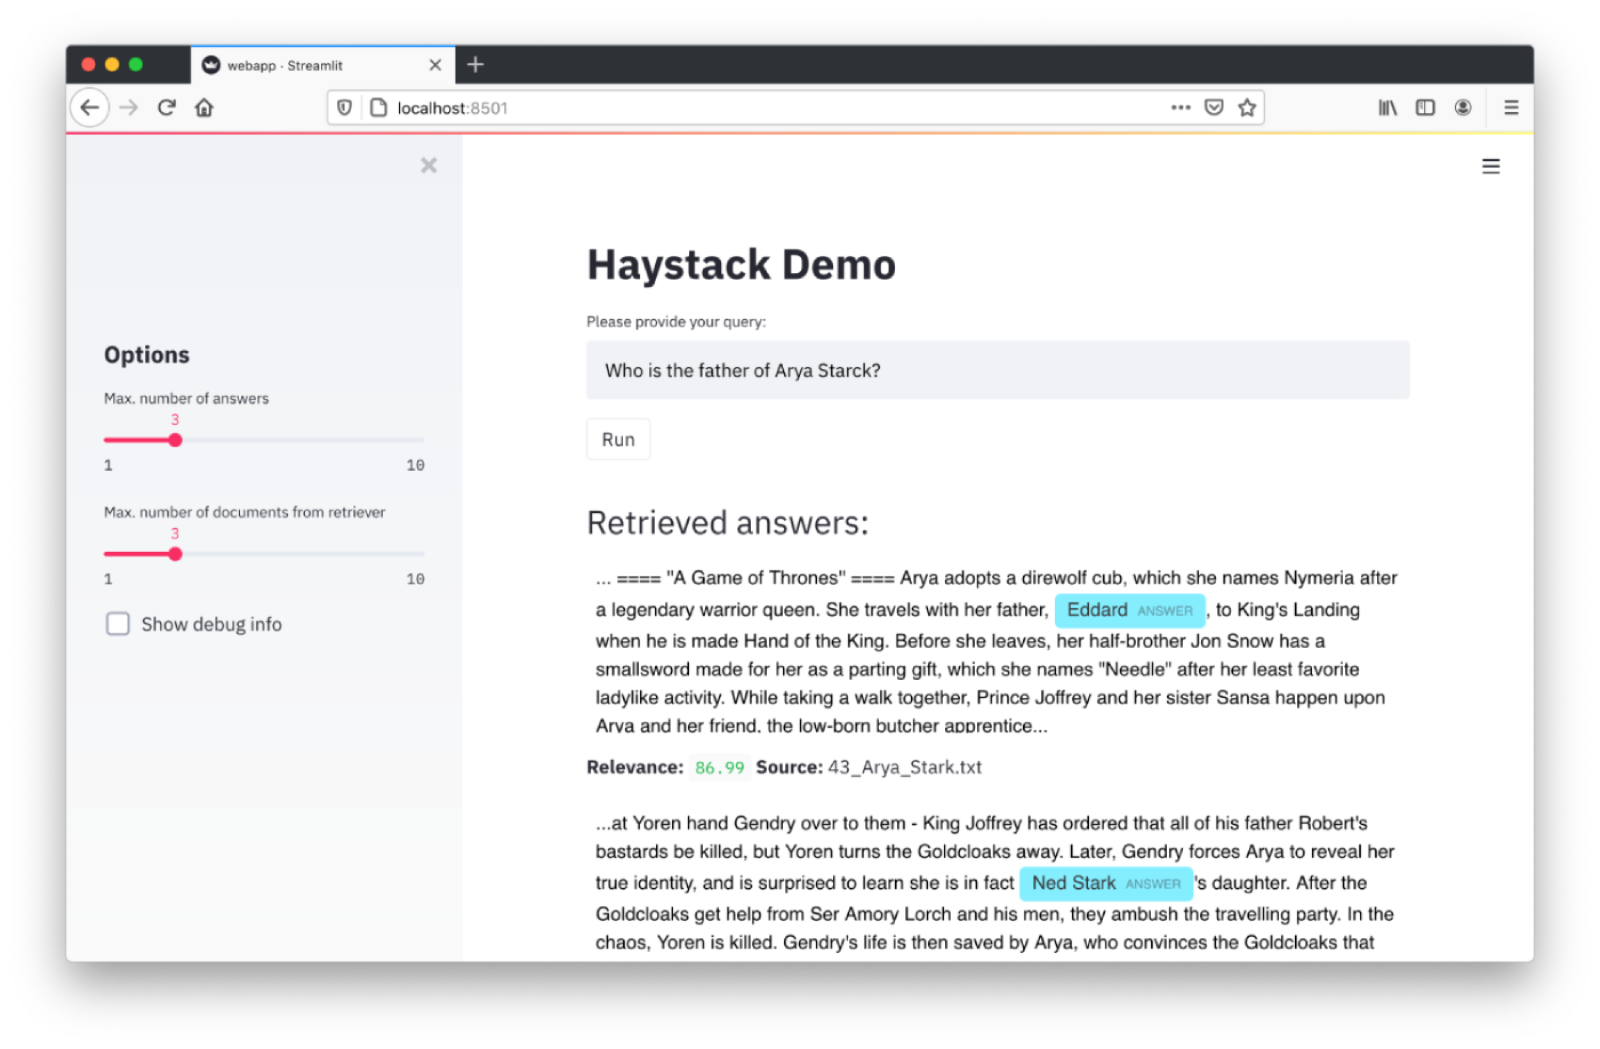 webapp · Streamlit
localhost:8501
Options
Max. number of answers
3
1 10
Max. number of documents from retriever
3
1 10
Show debug info
Haystack Demo
Please provide your query:
Who is the father of Arya Starck?
Run
Retrieved answers:
... ==== "A Game of Thrones" ==== Arya adopts a direwolf cub, which she names Nymeria after
a legendary warrior queen. She travels with her father, Eddard ANSWER , to King's Landing
when he is made Hand of the King. Before she leaves, her half-brother Jon Snow has a
smallsword made for her as a parting gift, which she names "Needle" after her least favorite
ladylike activity. While taking a walk together, Prince Joffrey and her sister Sansa happen upon
Arya and her friend, the low-born butcher apprentice...
Relevance: 86.99 Source: 43_Arya_Stark.txt
...at Yoren hand Gendry over to them - King Joffrey has ordered that all of his father Robert's
bastards be killed, but Yoren turns the Goldcloaks away. Later, Gendry forces Arya to reveal her
true identity, and is surprised to learn she is in fact Ned Stark ANSWER 's daughter. After the
Goldcloaks get help from Ser Amory Lorch and his men, they ambush the travelling party. In the
chaos, Yoren is killed. Gendry's life is then saved by Arya, who convinces the Goldcloaks that